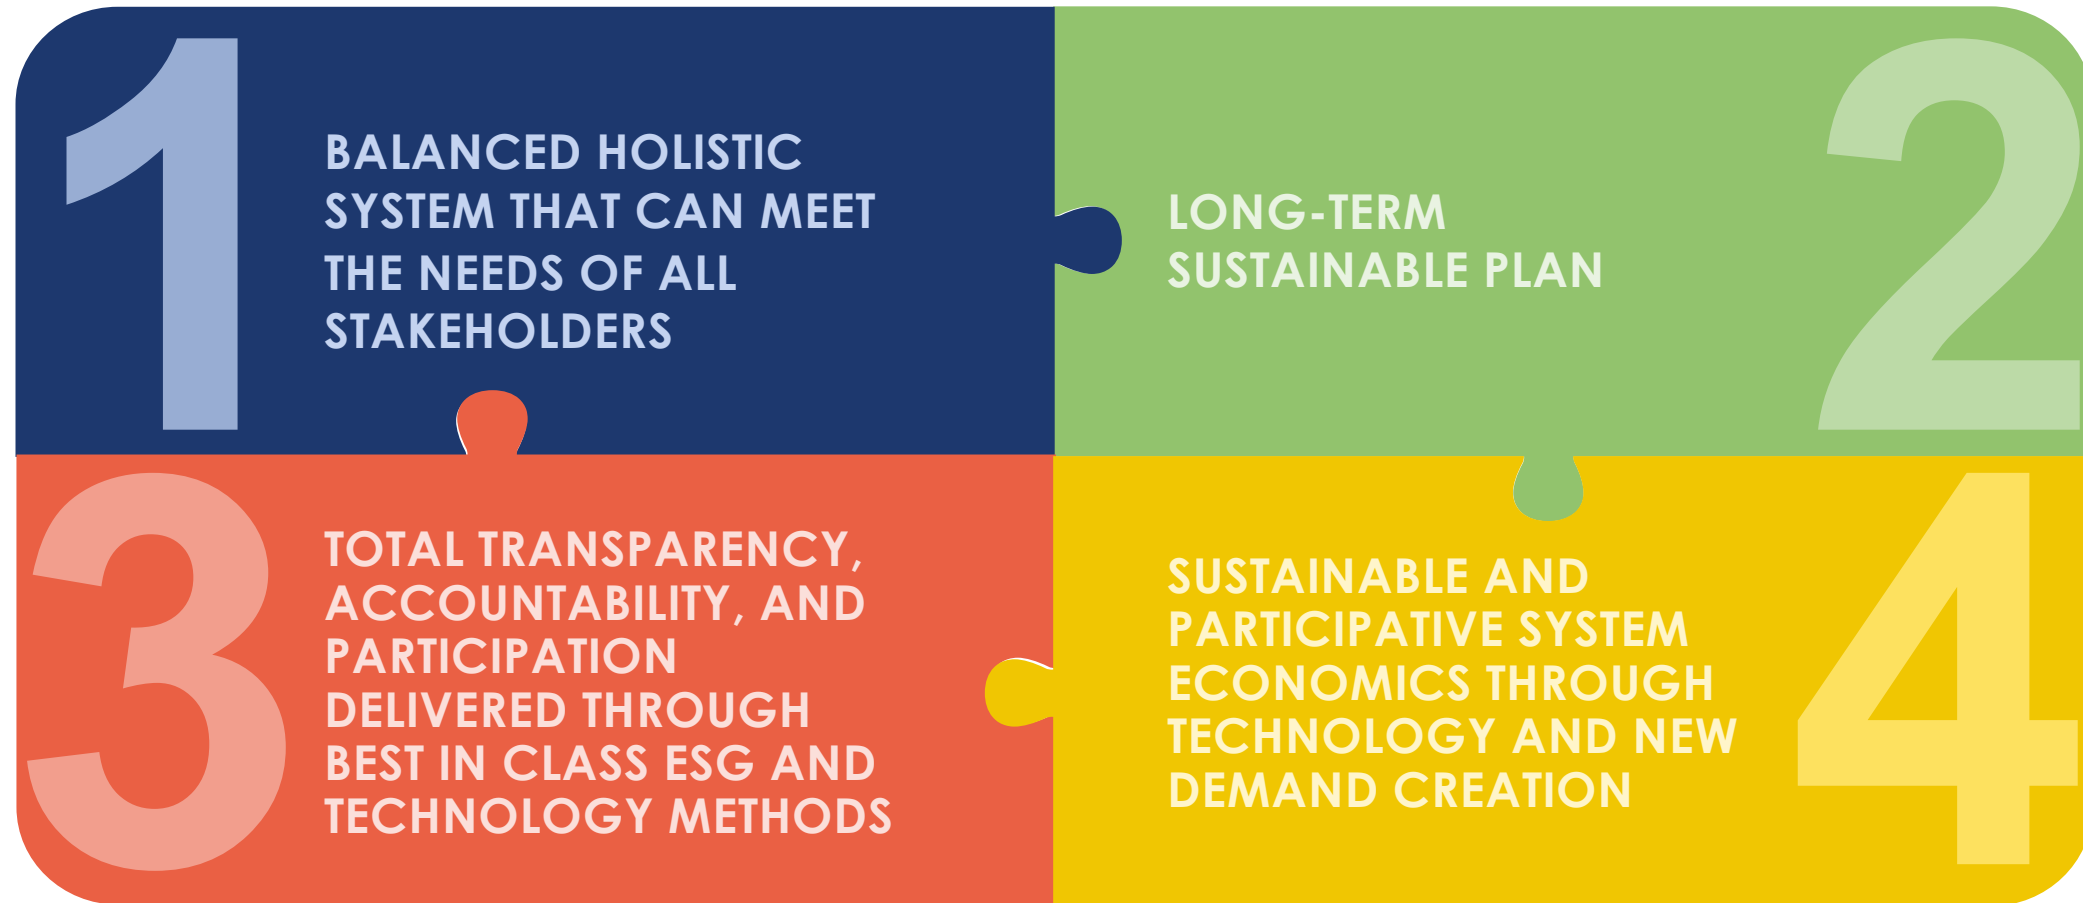 1
BALANCED HOLISTIC
SYSTEM THAT CAN MEET
THE NEEDS OF ALL
STAKEHOLDERS
2
LONG-TERM
SUSTAINABLE PLAN
3
TOTAL TRANSPARENCY,
ACCOUNTABILITY, AND
PARTICIPATION
DELIVERED THROUGH
BEST IN CLASS ESG AND
TECHNOLOGY METHODS
4
SUSTAINABLE AND
PARTICIPATIVE SYSTEM
ECONOMICS THROUGH
TECHNOLOGY AND NEW
DEMAND CREATION